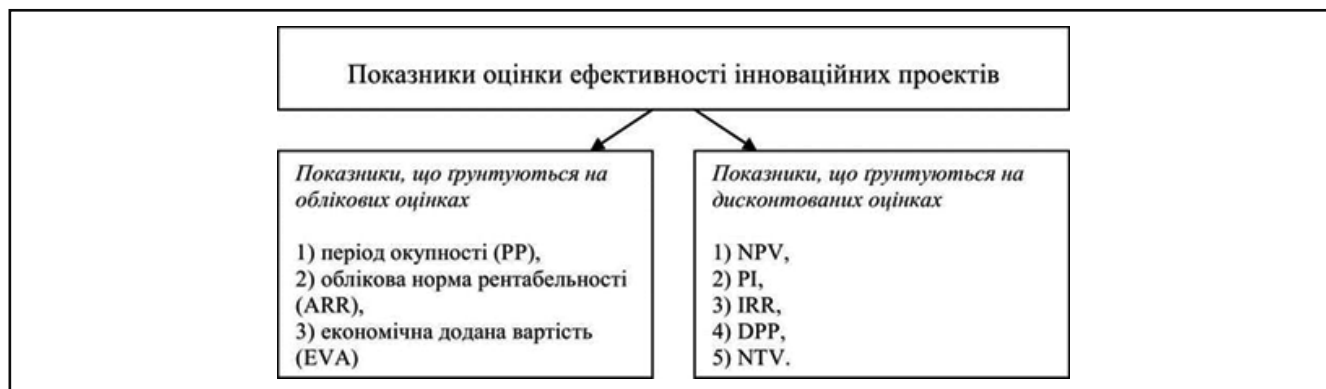 Показники оцінки ефективності інноваційних проектів
Показники, що ґрунтуються на
облікових оцінках
1) період окупності (PP),
2) облікова норма рентабельності
(ARR),
3) економічна додана вартість
(EVA)
Показники, що ґрунтуються на
дисконтованих оцінках
1) NPV,
2) PI,
3) IRR,
4) DPP,
5) NTV.